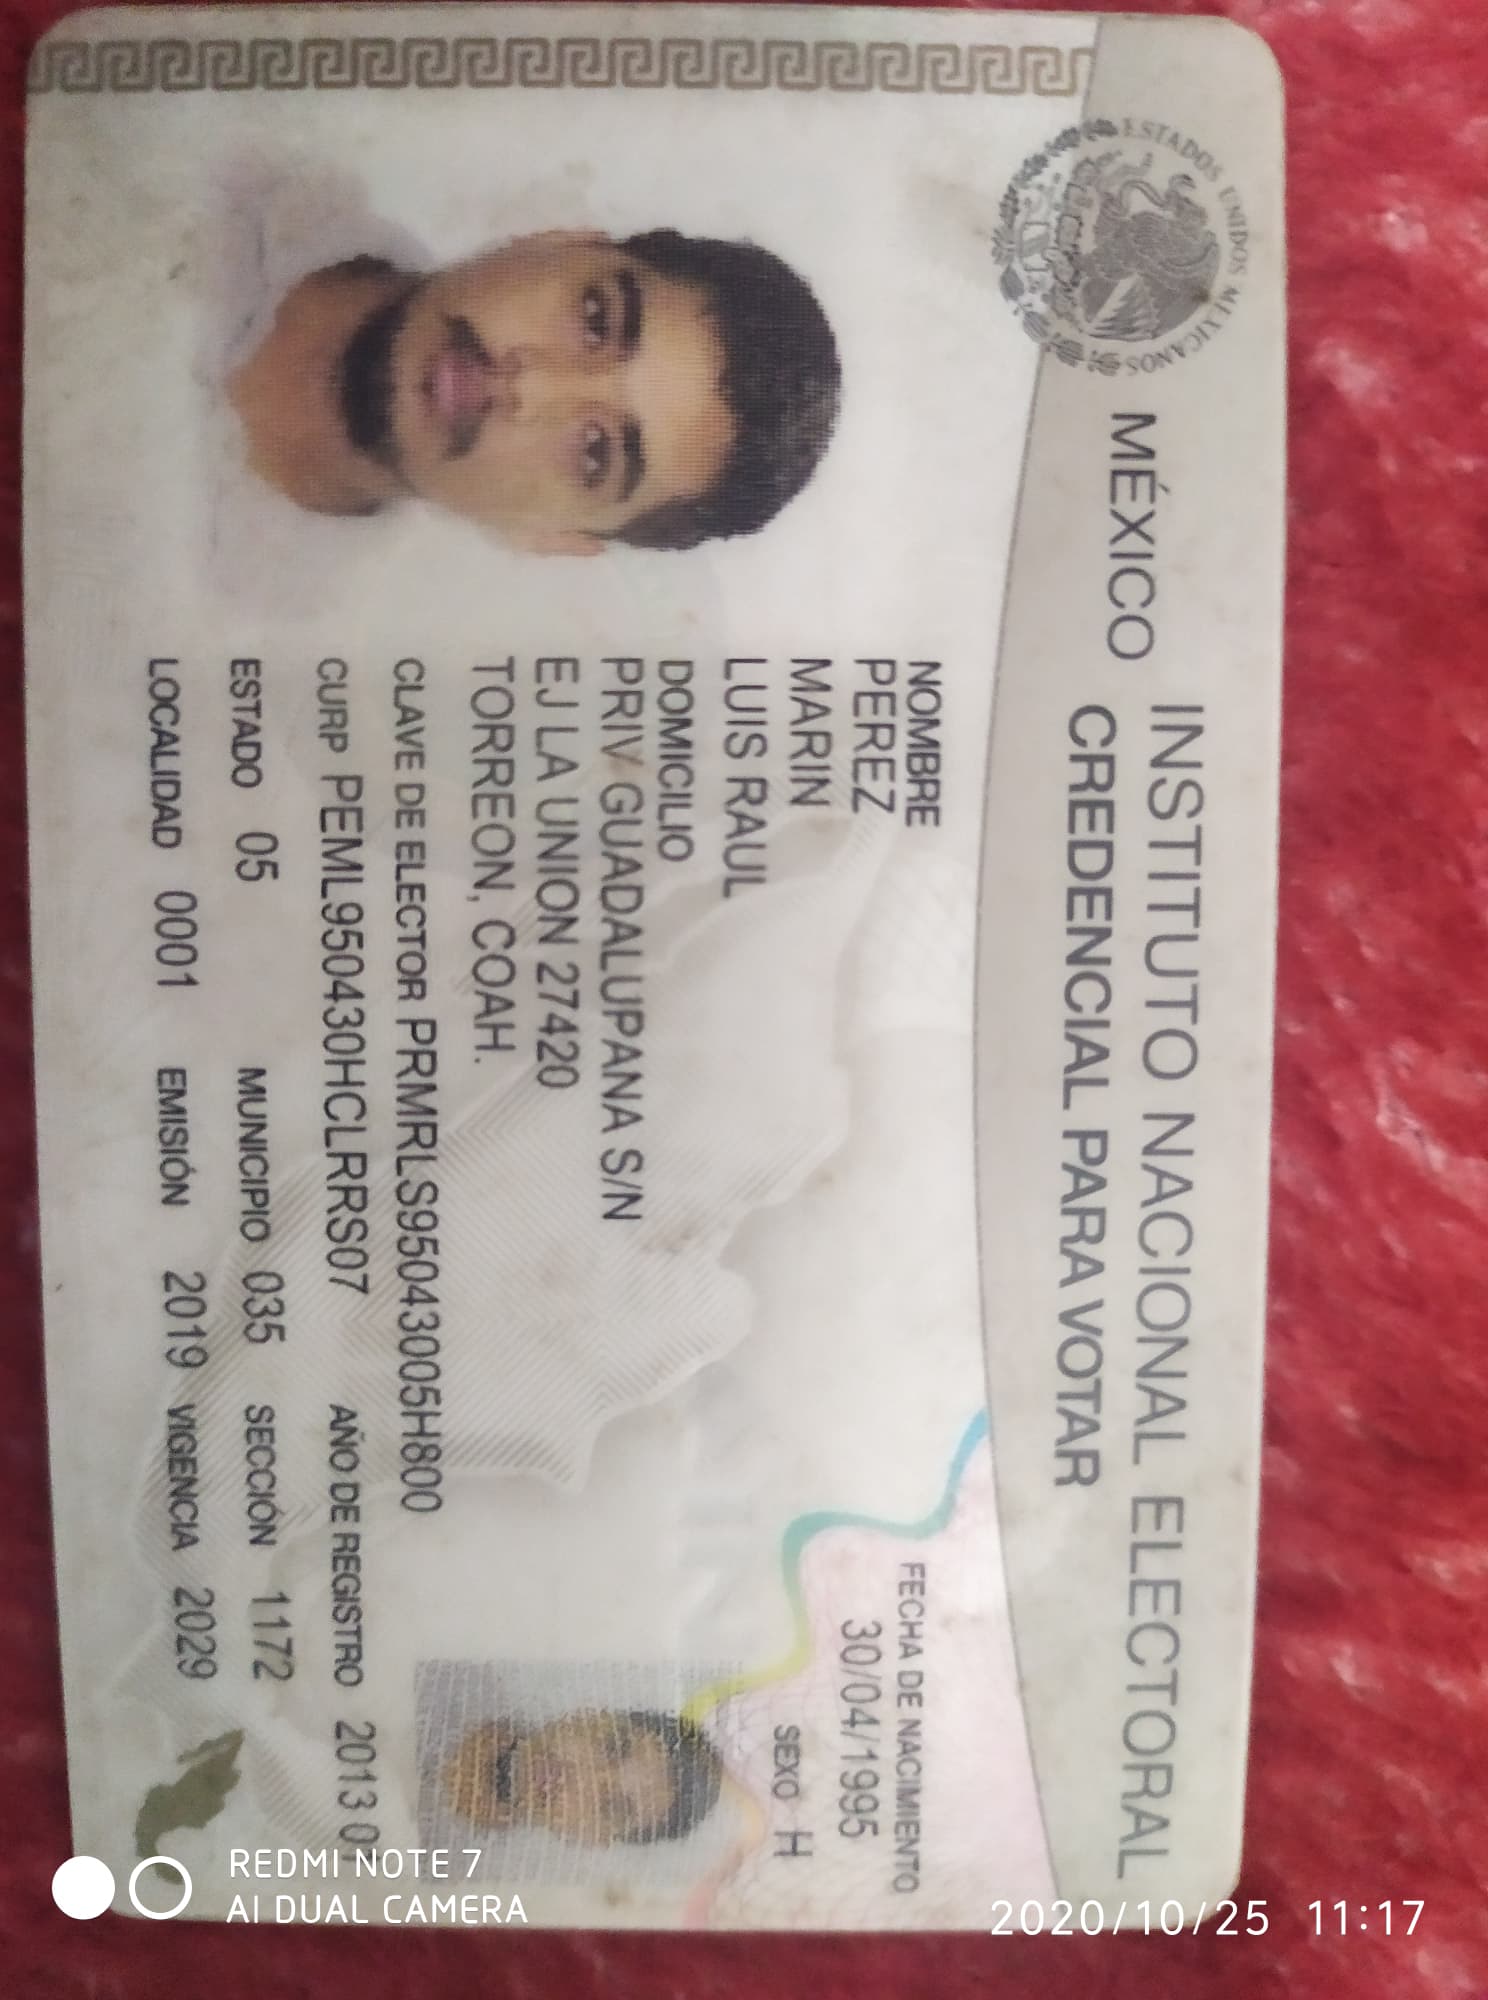 ESTADOS UNIDOS MEXICANOS
MÉXICO
INSTITUTO NACIONAL ELECTORAL
CREDENCIAL PARA VOTAR
NOMBRE
PEREZ
MARIN
LUIS RAUL
FECHA DE NACIMIENTO
30/04/1995
SEXO H
DOMICILIO
PRIV GUADALUPANA S/N
EJ LA UNION 27420
TORREON, COAH.
CLAVE DE ELECTOR PRMRLS95043005H800
CURP PEML950430HCLRRS07 AÑO DE REGISTRO 2013
ESTADO 05 MUNICIPIO 035 SECCIÓN 1172
LOCALIDAD 0001 EMISIÓN 2019 VIGENCIA 2029
REDMI NOTE 7
AI DUAL CAMERA
2020/10/25 11:17